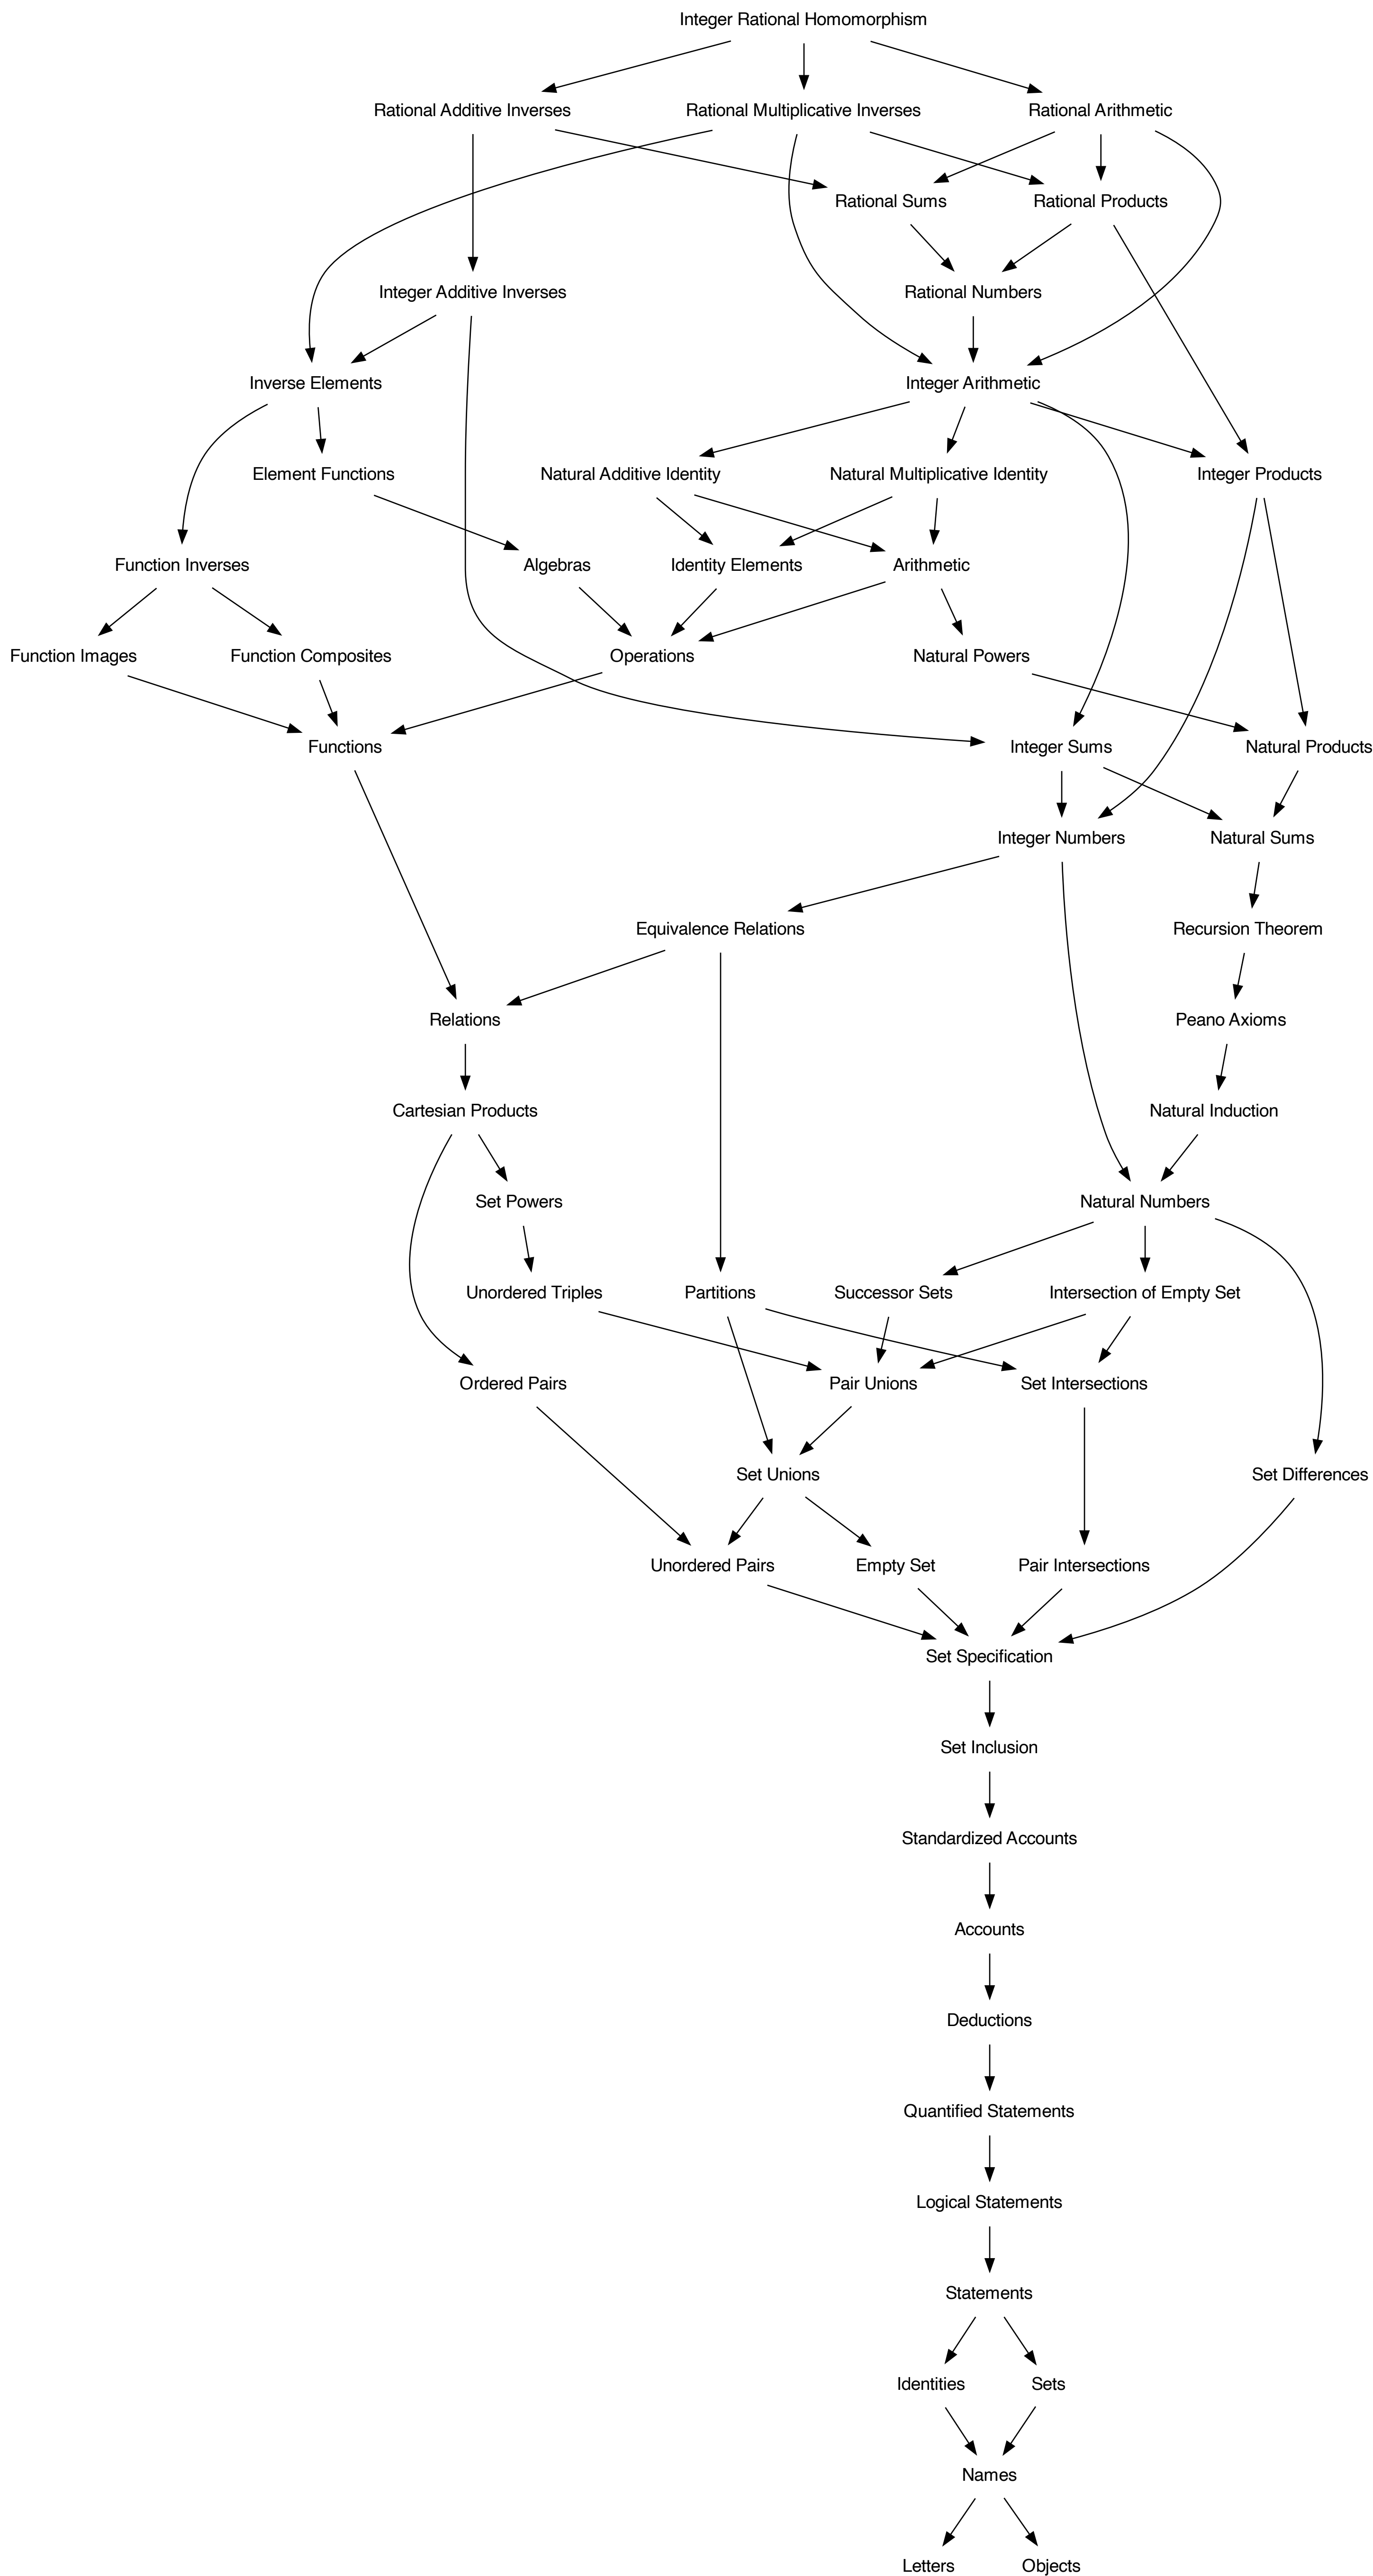 Integer Rational Homomorphism
Rational Additive Inverses
Rational Multiplicative Inverses
Rational Arithmetic
Rational Sums
Rational Products
Integer Additive Inverses
Rational Numbers
Inverse Elements
Integer Arithmetic
Element Functions
Natural Additive Identity
Natural Multiplicative Identity
Integer Products
Function Inverses
Algebras
Identity Elements
Arithmetic
Function Images
Function Composites
Operations
Natural Powers
Functions
Integer Sums
Natural Products
Integer Numbers
Natural Sums
Equivalence Relations
Recursion Theorem
Relations
Peano Axioms
Cartesian Products
Natural Induction
Set Powers
Natural Numbers
Unordered Triples
Partitions
Successor Sets
Intersection of Empty Set
Ordered Pairs
Pair Unions
Set Intersections
Set Unions
Set Differences
Unordered Pairs
Empty Set
Pair Intersections
Set Specification
Set Inclusion
Standardized Accounts
Accounts
Deductions
Quantified Statements
Logical Statements
Statements
Identities
Sets
Names
Letters
Objects